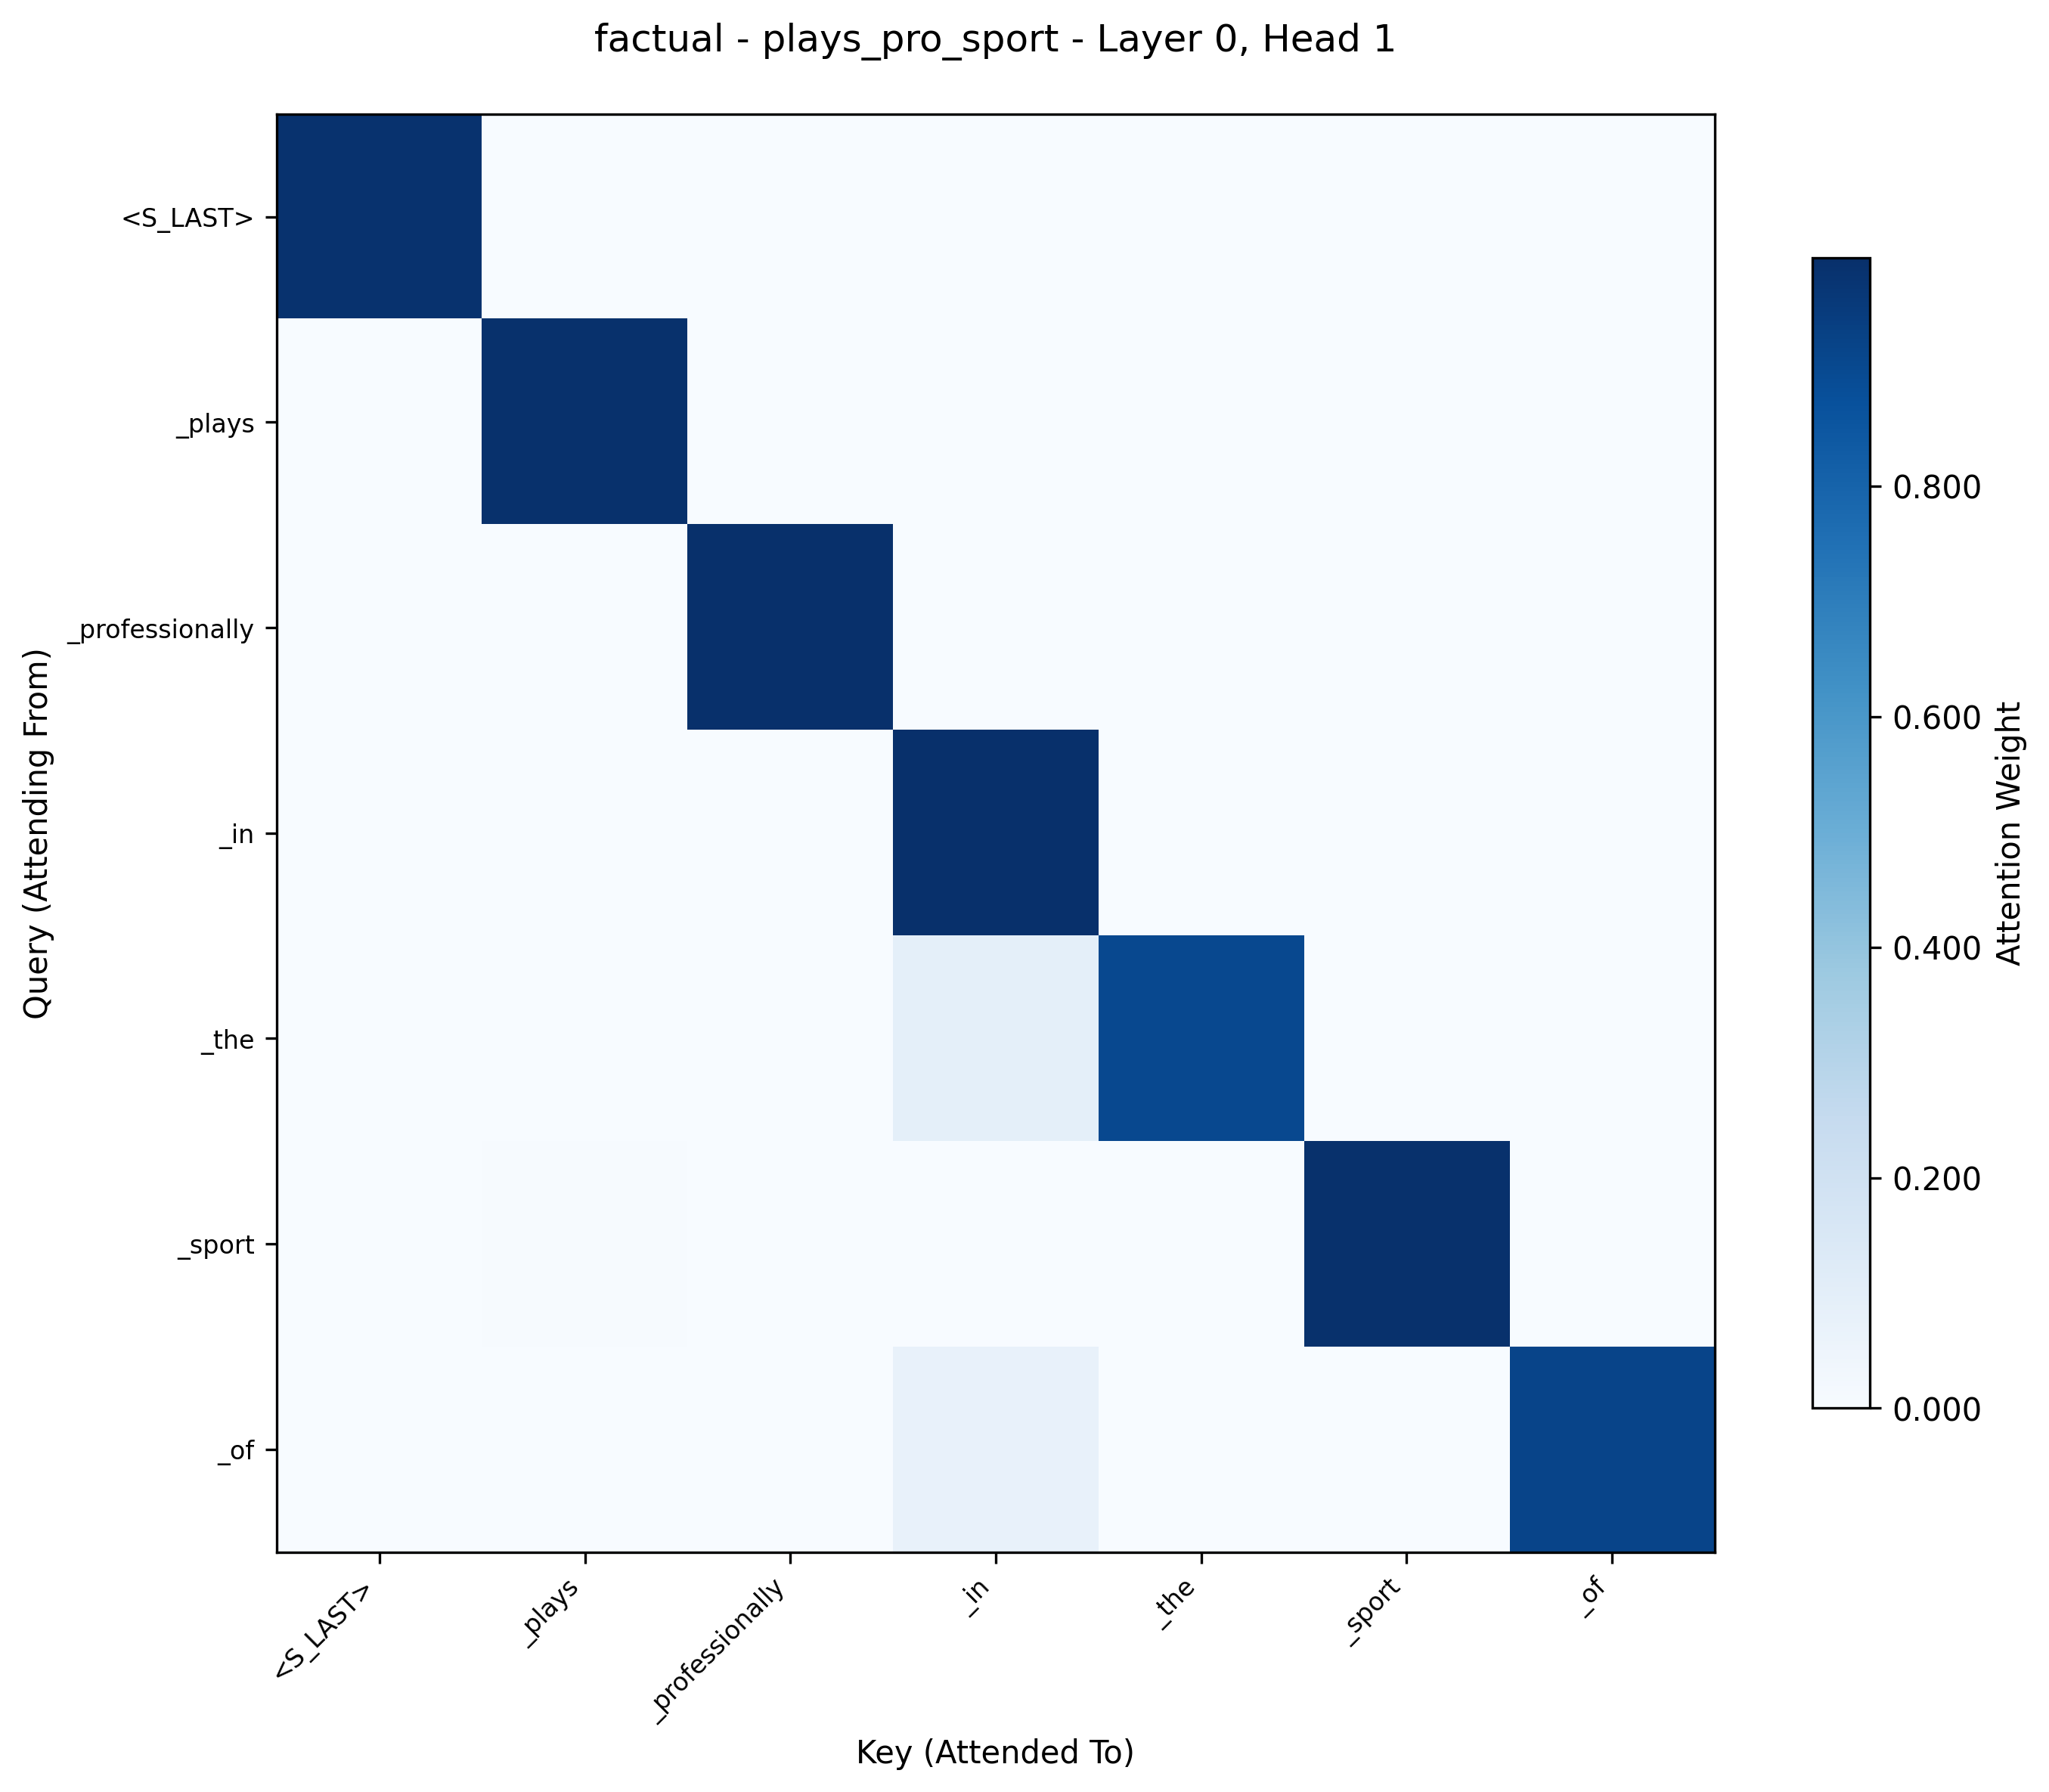 factual - plays_pro_sport - Layer 0, Head 1
Query (Attending From)
<S_LAST>
_plays
_professionally
_in
_the
_sport
_of
<S_LAST>
_plays
_professionally
_in
_the
_sport
_of
Key (Attended To)
0.800
0.600
0.400
0.200
0.000
Attention Weight